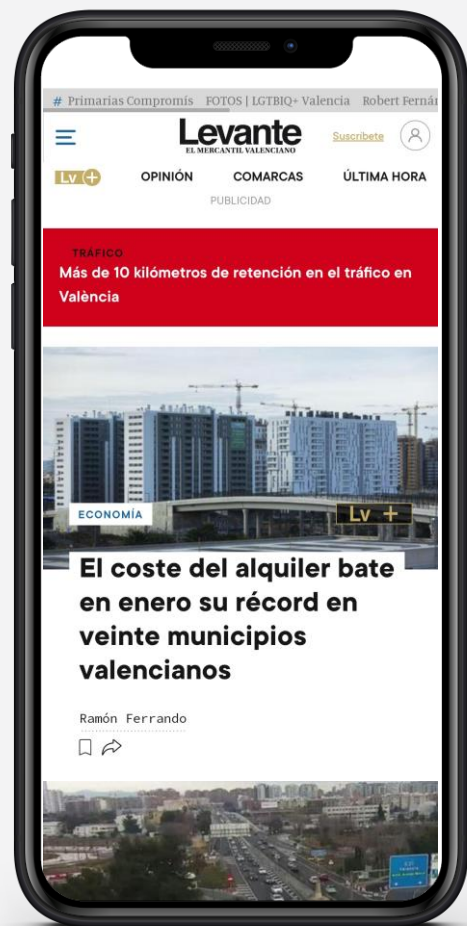 # Primarias Compromís FOTOS | LGTBIQ+ Valencia Robert Fernán
Levante
EL MERCANTIL VALENCIANO
Suscríbete
Lv +
OPINIÓN COMARCAS ÚLTIMA HORA
PUBLICIDAD
TRÁFICO
Más de 10 kilómetros de retención en el tráfico en
València
ECONOMÍA
Lv +
El coste del alquiler bate
en enero su récord en
veinte municipios
valencianos
Ramón Ferrando